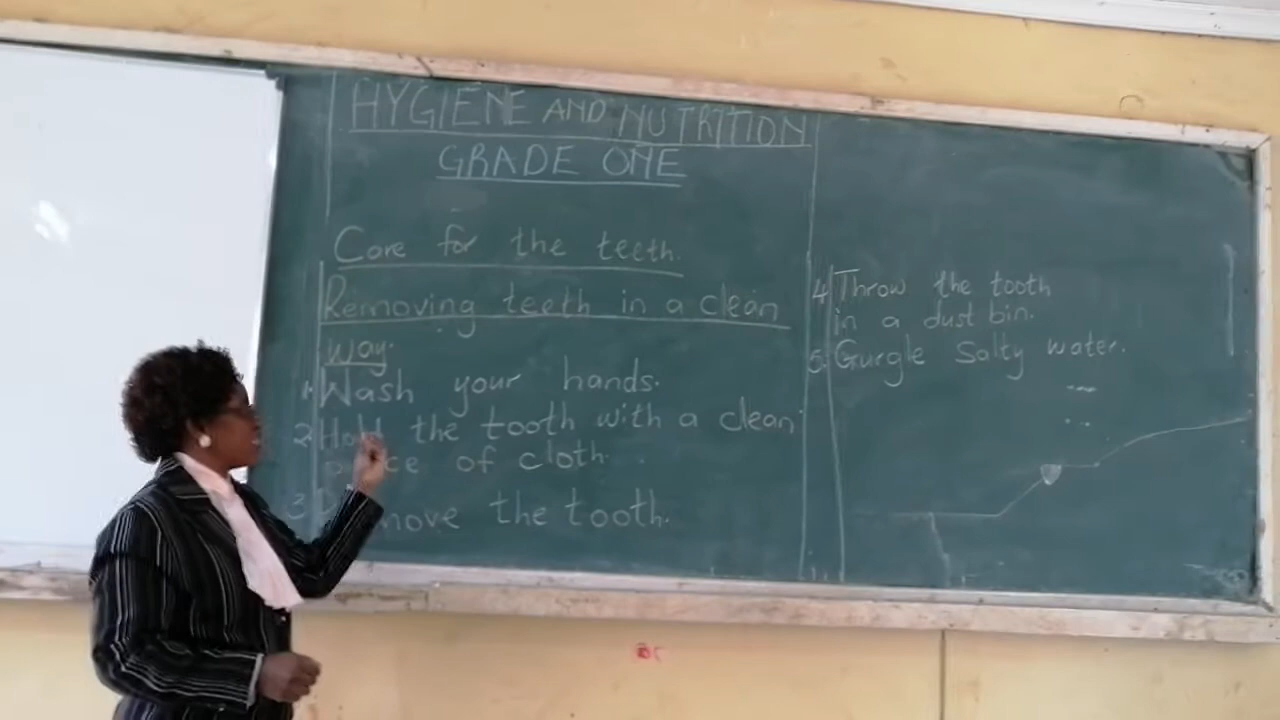 HYGIENE AND NUTRITION
GRADE ONE
Care for the teeth.
Removing teeth in a clean
way.
1. Wash your hands.
2. Hold the tooth with a clean
piece of cloth.
3. Remove the tooth.
4. Throw the tooth
in a dust bin.
5. Gurgle salty water.